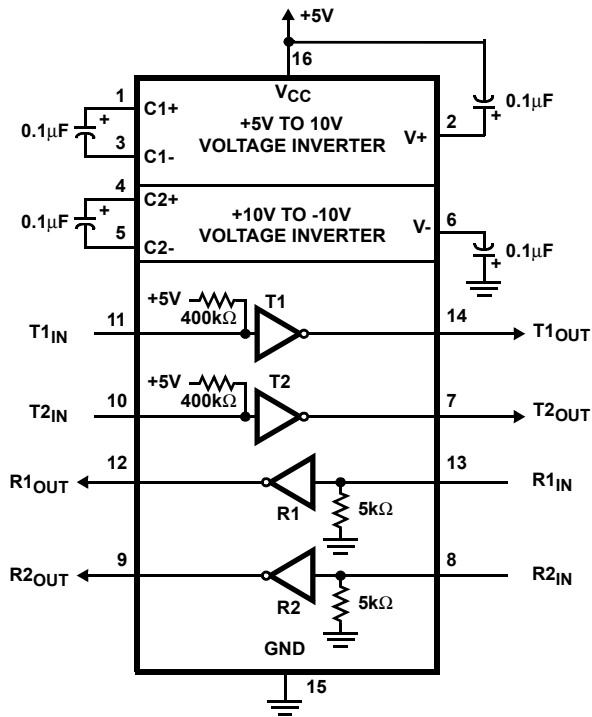 +5V
16
VCC
1
C1+
+
0.1μF
3
C1-
+5V TO 10V
VOLTAGE INVERTER
V+
2
+
0.1μF
4
C2+
+
0.1μF
5
C2-
+10V TO -10V
VOLTAGE INVERTER
V-
6
+
0.1μF
T1IN
11
+5V
400kΩ
T1
14
T1OUT
T2IN
10
+5V
400kΩ
T2
7
T2OUT
R1OUT
12
R1
5kΩ
13
R1IN
R2OUT
9
R2
5kΩ
8
R2IN
GND
15